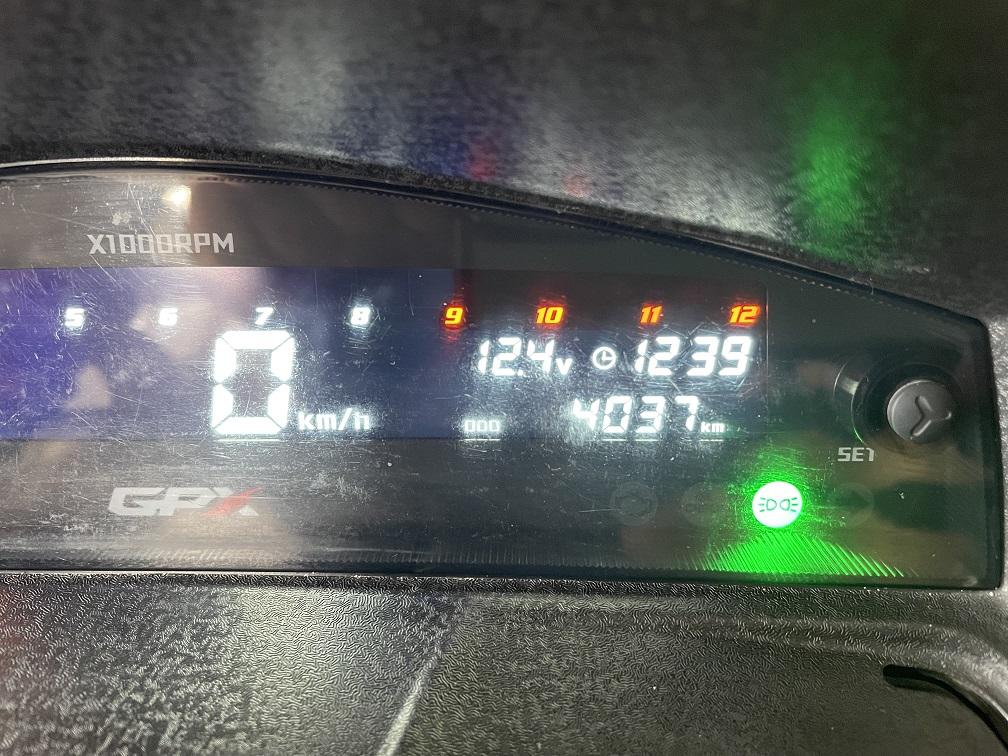 X1000RPM
5 6 7 8 9 10 11 12
12.4v 12 39
0 km/h
ODO 4037 km
SET
GPX